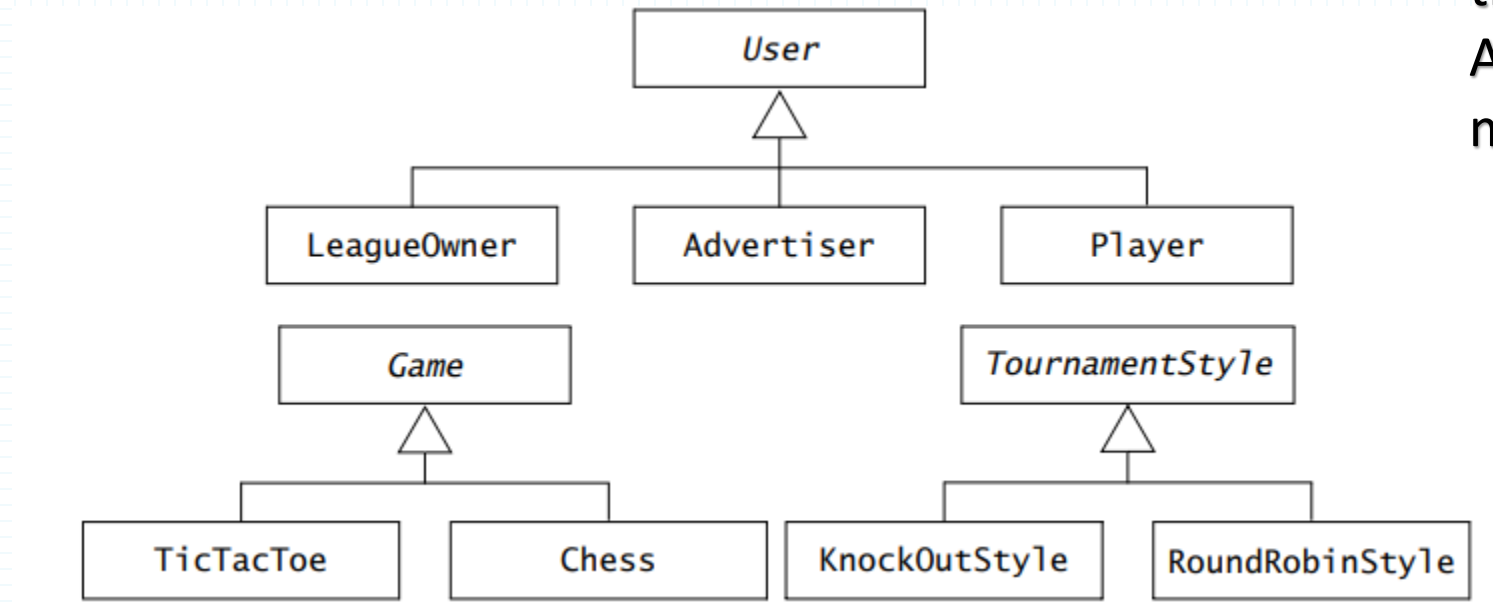 User
LeagueOwner Advertiser Player
Game TournamentStyle
TicTacToe Chess KnockOutStyle RoundRobinStyle